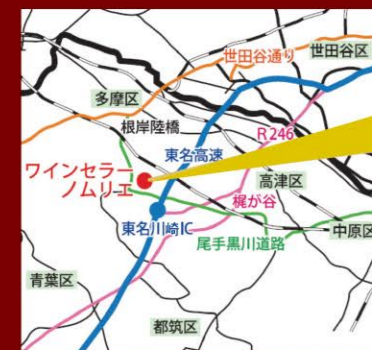 世田谷通り
世田谷区
多摩区
根岸陸橋
R246
東名高速
ワインセラー
ノムリエ
高津区
梶が谷
東名川崎IC
中原区
尾手黒川道路
青葉区
都筑区